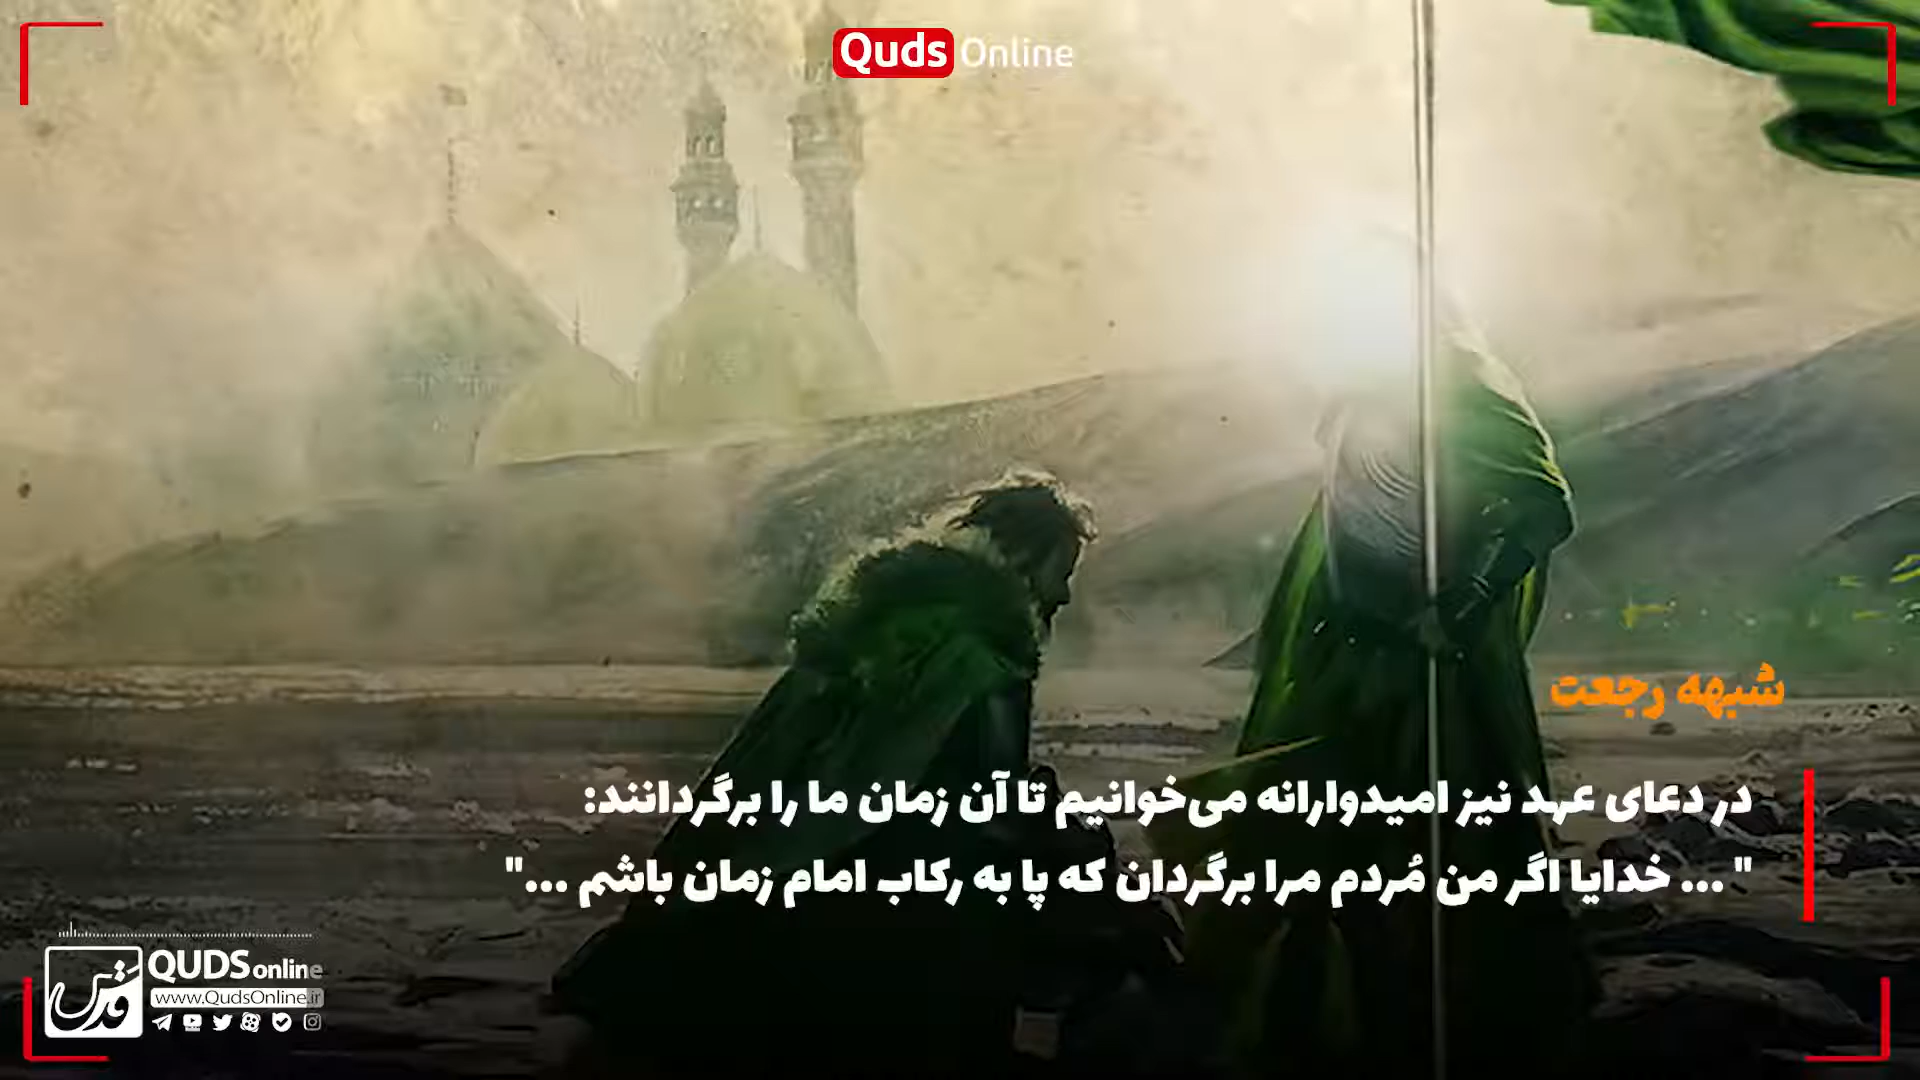 Quds Online
شبهه رجعت
در دعای عهد نیز امیدوارانه می‌خوانیم تا آن زمان ما را برگردانند:
" ... خدایا اگر من مُردم مرا برگردان که پا به رکاب امام زمان باشم ..."
قدس
QUDS online
www.QudsOnline.ir